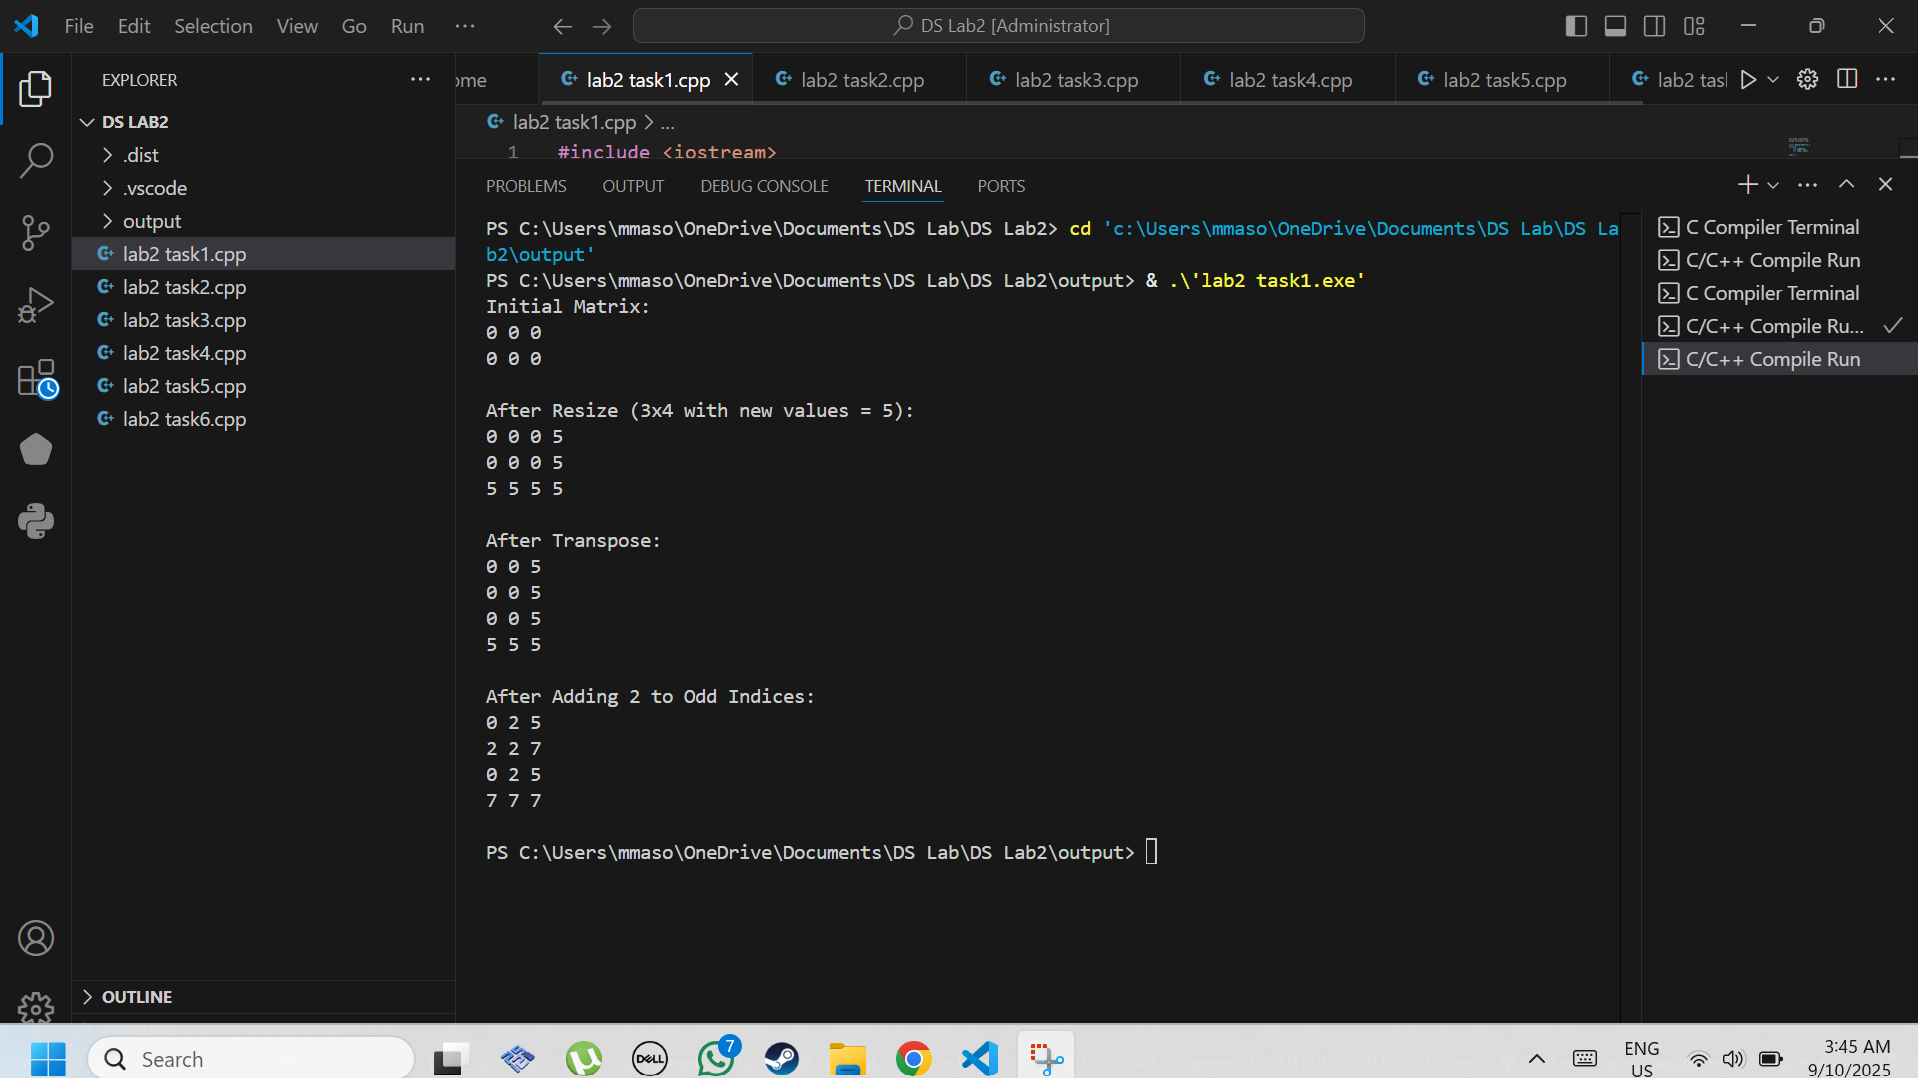 File Edit Selection View Go Run ···
DS Lab2 [Administrator]
EXPLORER
DS LAB2
.dist
.vscode
output
lab2 task1.cpp
lab2 task2.cpp
lab2 task3.cpp
lab2 task4.cpp
lab2 task5.cpp
lab2 task6.cpp
OUTLINE
ome
lab2 task1.cpp
lab2 task2.cpp
lab2 task3.cpp
lab2 task4.cpp
lab2 task5.cpp
lab2 tas
lab2 task1.cpp > ...
1 #include <iostream>
PROBLEMS OUTPUT DEBUG CONSOLE TERMINAL PORTS
PS C:\Users\mmaso\OneDrive\Documents\DS Lab\DS Lab2> cd 'c:\Users\mmaso\OneDrive\Documents\DS Lab\DS La
b2\output'
PS C:\Users\mmaso\OneDrive\Documents\DS Lab\DS Lab2\output> & .\'lab2 task1.exe'
Initial Matrix:
0 0 0
0 0 0
After Resize (3x4 with new values = 5):
0 0 0 5
0 0 0 5
5 5 5 5
After Transpose:
0 0 5
0 0 5
0 0 5
5 5 5
After Adding 2 to Odd Indices:
0 2 5
2 2 7
0 2 5
7 7 7
PS C:\Users\mmaso\OneDrive\Documents\DS Lab\DS Lab2\output>
C Compiler Terminal
C/C++ Compile Run
C Compiler Terminal
C/C++ Compile Ru...
C/C++ Compile Run
Search
DELL
7
ENG
US
3:45 AM
9/10/2025